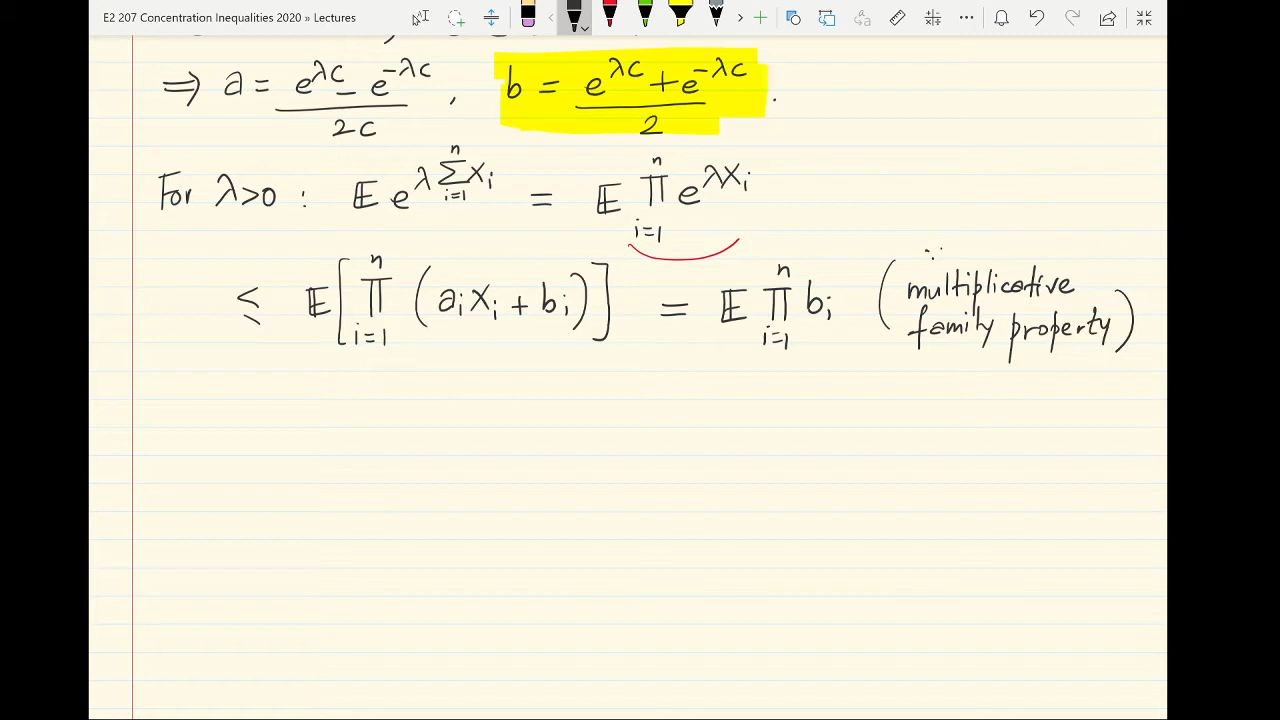 E2 207 Concentration Inequalities 2020 » Lectures
⇒ a = (e^{λc} - e^{-λc}) / 2c , b = (e^{λc} + e^{-λc}) / 2 .
For λ>0 : 𝔼 e^{λ ∑_{i=1}^{n} X_i} = 𝔼 ∏_{i=1}^{n} e^{λX_i}
≤ 𝔼[ ∏_{i=1}^{n} (a_i X_i + b_i) ] = 𝔼 ∏_{i=1}^{n} b_i (∵ multiplicative
family property)